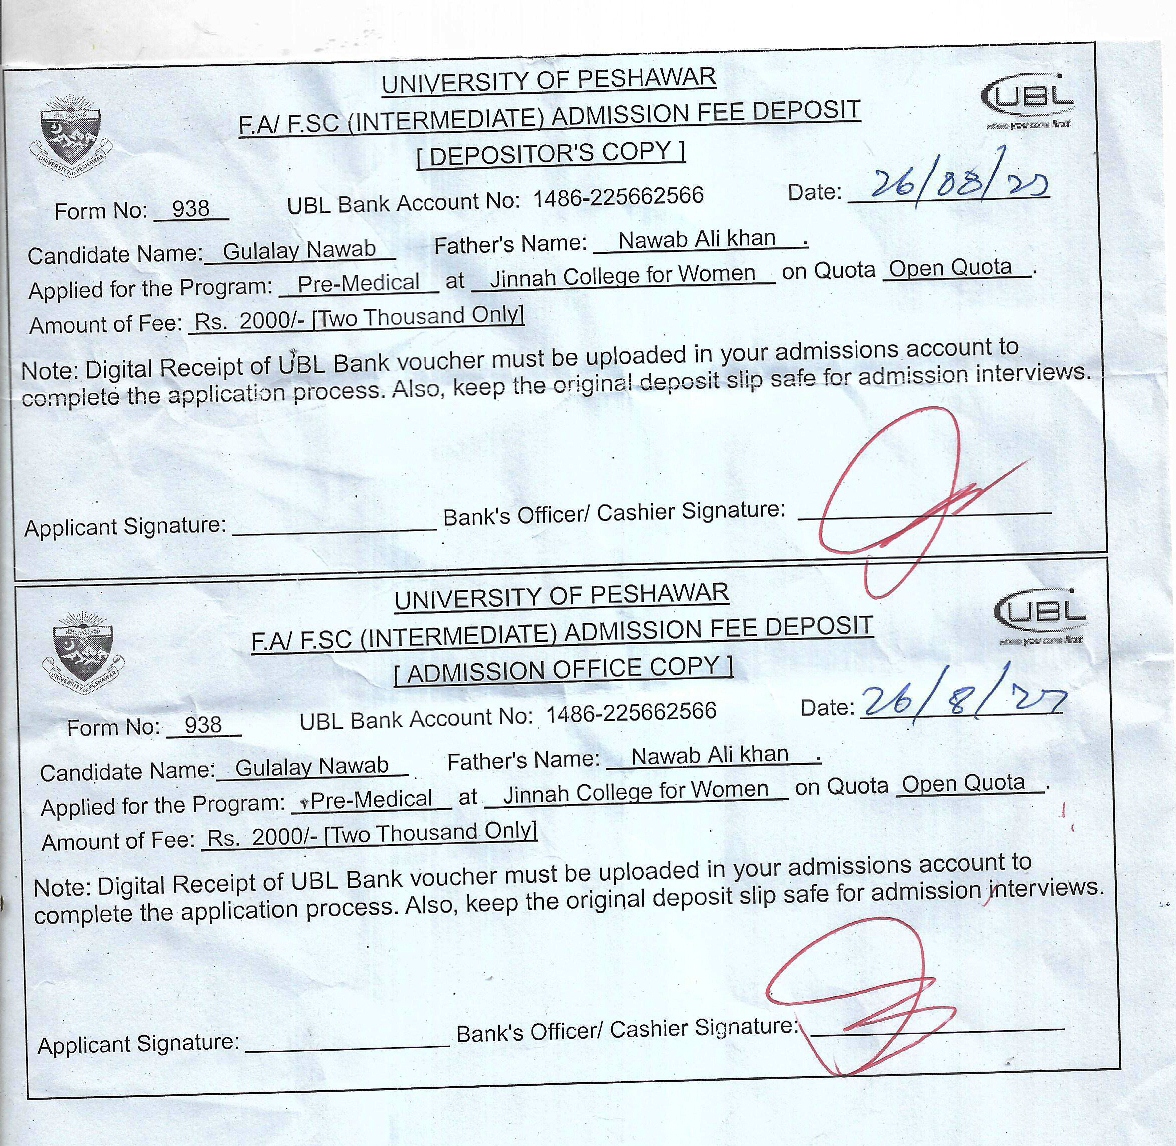 UNIVERSITY OF PESHAWAR
F.A/ F.SC (INTERMEDIATE) ADMISSION FEE DEPOSIT
[ DEPOSITOR'S COPY ]
UBL
where you come first
Form No: 938 UBL Bank Account No: 1486-225662566 Date: 26/08/22
Candidate Name: Gulalay Nawab Father's Name: Nawab Ali khan .
Applied for the Program: Pre-Medical at Jinnah College for Women on Quota Open Quota .
Amount of Fee: Rs. 2000/- [Two Thousand Only]
Note: Digital Receipt of UBL Bank voucher must be uploaded in your admissions account to
complete the application process. Also, keep the original deposit slip safe for admission interviews.
Applicant Signature: Bank's Officer/ Cashier Signature:
UNIVERSITY OF PESHAWAR
F.A/ F.SC (INTERMEDIATE) ADMISSION FEE DEPOSIT
[ ADMISSION OFFICE COPY ]
UBL
where you come first
Form No: 938 UBL Bank Account No: 1486-225662566 Date: 26/8/22
Candidate Name: Gulalay Nawab Father's Name: Nawab Ali khan .
Applied for the Program: Pre-Medical at Jinnah College for Women on Quota Open Quota .
Amount of Fee: Rs. 2000/- [Two Thousand Only]
Note: Digital Receipt of UBL Bank voucher must be uploaded in your admissions account to
complete the application process. Also, keep the original deposit slip safe for admission interviews.
Applicant Signature: Bank's Officer/ Cashier Signature: